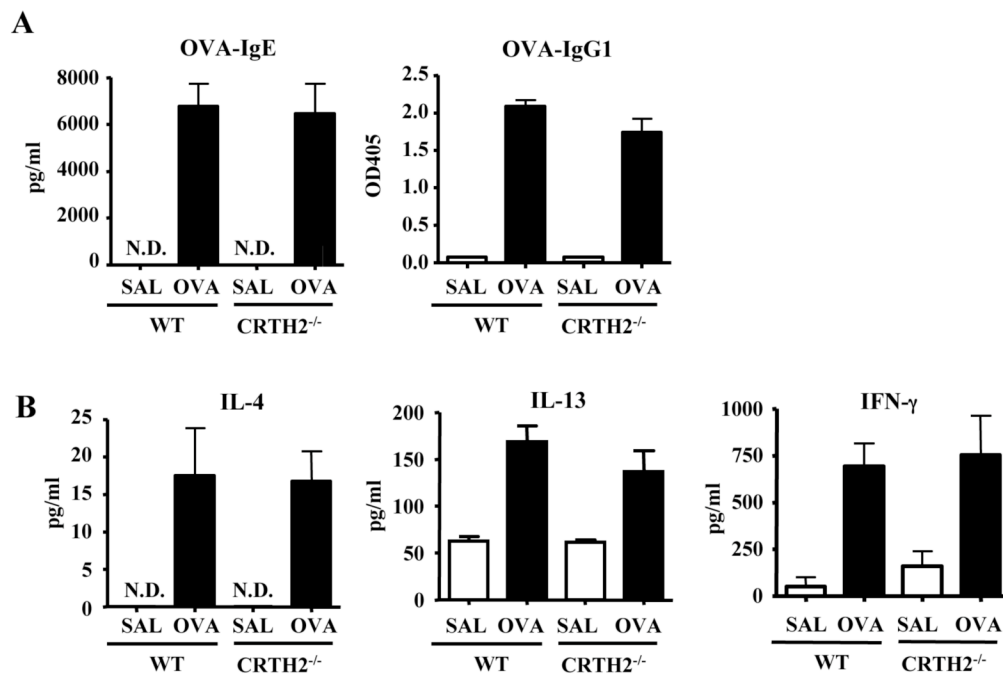 A
OVA-IgE
8000
6000
4000
2000
0
pg/ml
N.D.
N.D.
SAL OVA SAL OVA
WT CRTH2-/-
OVA-IgG1
2.5
2.0
1.5
1.0
0.5
0.0
OD405
SAL OVA SAL OVA
WT CRTH2-/-
B
IL-4
25
20
15
10
5
0
pg/ml
N.D.
N.D.
SAL OVA SAL OVA
WT CRTH2-/-
IL-13
200
150
100
50
0
pg/ml
SAL OVA SAL OVA
WT CRTH2-/-
IFN-γ
1000
750
500
250
0
pg/ml
SAL OVA SAL OVA
WT CRTH2-/-